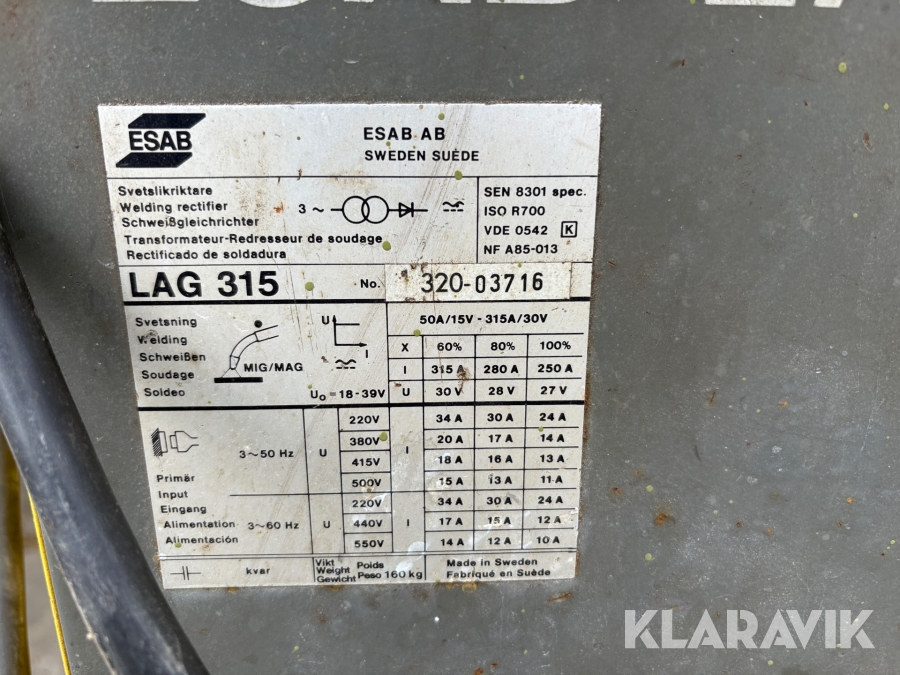 ESAB
ESAB AB
SWEDEN SUÈDE
Svetslikriktare
Welding rectifier
Schweißgleichrichter
Transformateur-Redresseur de soudage
Rectificado de soldadura
3 ~
SEN 8301 spec.
ISO R700
VDE 0542 K
NF A85-013
LAG 315 No. 320-03716
Svetsning
Welding
Schweißen
Soudage
Soldeo
MIG/MAG
U
I
U₀=18-39V
50A/15V - 315A/30V
X 60% 80% 100%
I 315 A 280 A 250 A
U 30 V 28 V 27 V
Primär
Input
Eingang
Alimentation
Alimentación
3~50 Hz U I
220V 34 A 30 A 24 A
380V 20 A 17 A 14 A
415V 18 A 16 A 13 A
500V 15 A 13 A 11 A
3~60 Hz U I
220V 34 A 30 A 24 A
440V 17 A 15 A 12 A
550V 14 A 12 A 10 A
kvar
Vikt Poids
Weight
Gewicht Peso 160 kg
Made in Sweden
Fabriqué en Suède
KLARAVIK